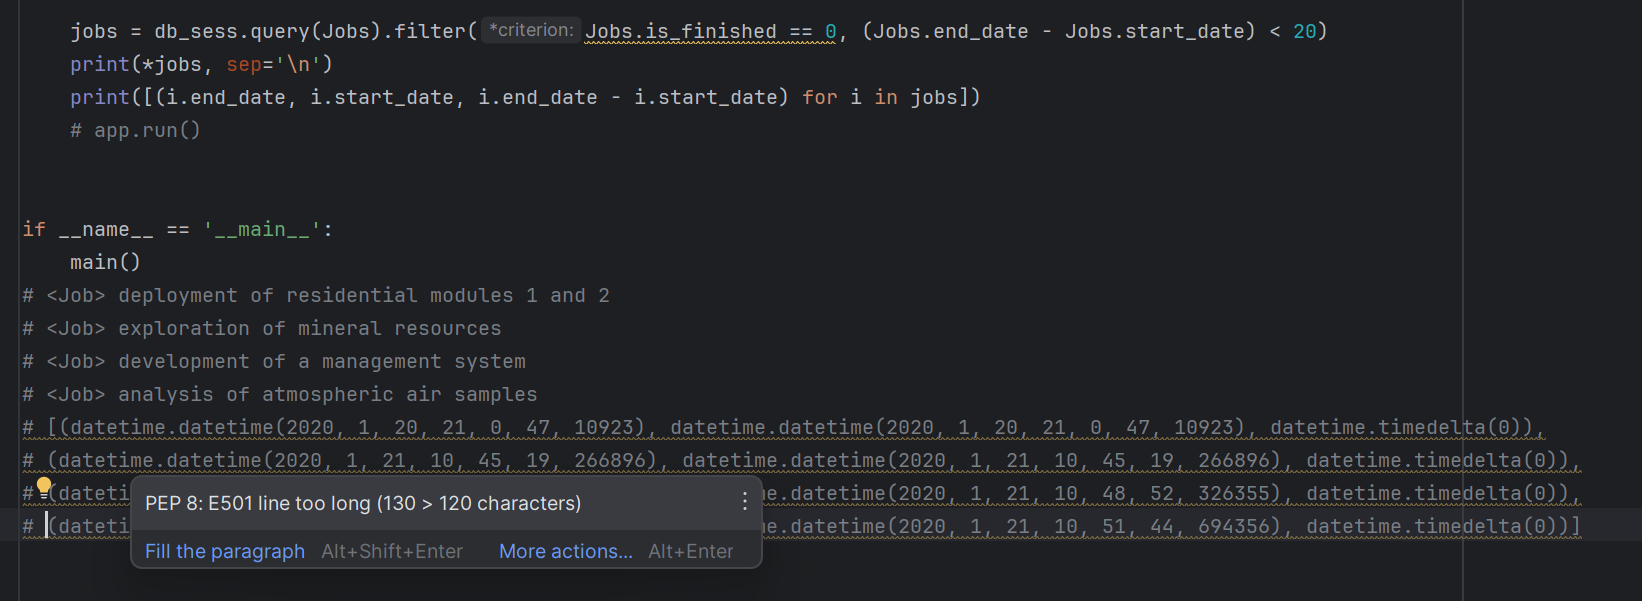 jobs = db_sess.query(Jobs).filter( *criterion: Jobs.is_finished == 0, (Jobs.end_date - Jobs.start_date) < 20)
print(*jobs, sep='\n')
print([(i.end_date, i.start_date, i.end_date - i.start_date) for i in jobs])
# app.run()
if __name__ == '__main__':
main()
# <Job> deployment of residential modules 1 and 2
# <Job> exploration of mineral resources
# <Job> development of a management system
# <Job> analysis of atmospheric air samples
# [(datetime.datetime(2020, 1, 20, 21, 0, 47, 10923), datetime.datetime(2020, 1, 20, 21, 0, 47, 10923), datetime.timedelta(0)),
# (datetime.datetime(2020, 1, 21, 10, 45, 19, 266896), datetime.datetime(2020, 1, 21, 10, 45, 19, 266896), datetime.timedelta(0)),
# (dateti me.datetime(2020, 1, 21, 10, 48, 52, 326355), datetime.timedelta(0)),
PEP 8: E501 line too long (130 > 120 characters)
# (dateti me.datetime(2020, 1, 21, 10, 51, 44, 694356), datetime.timedelta(0))]
Fill the paragraph Alt+Shift+Enter More actions... Alt+Enter